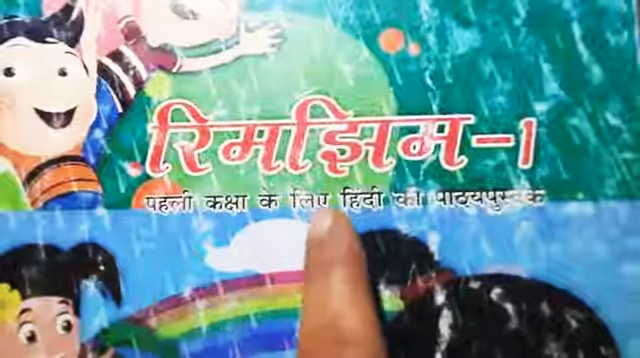 रिमझिम-1
पहली कक्षा के लिए हिंदी की पाठ्यपुस्तक